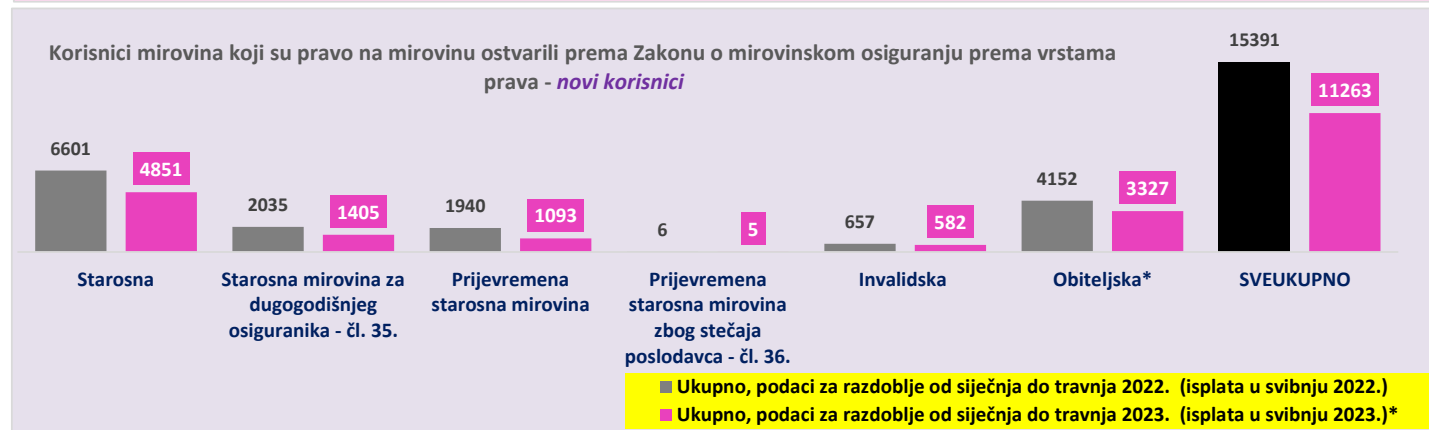 Korisnici mirovina koji su pravo na mirovinu ostvarili prema Zakonu o mirovinskom osiguranju prema vrstama
prava - novi korisnici
6601
4851
2035
1405
1940
1093
6
5
657
582
4152
3327
15391
11263
Starosna
Starosna mirovina za
dugogodišnjeg
osiguranika - čl. 35.
Prijevremena
starosna mirovina
Prijevremena
starosna mirovina
zbog stečaja
poslodavca - čl. 36.
Invalidska
Obiteljska*
SVEUKUPNO
Ukupno, podaci za razdoblje od siječnja do travnja 2022. (isplata u svibnju 2022.)
Ukupno, podaci za razdoblje od siječnja do travnja 2023. (isplata u svibnju 2023.)*